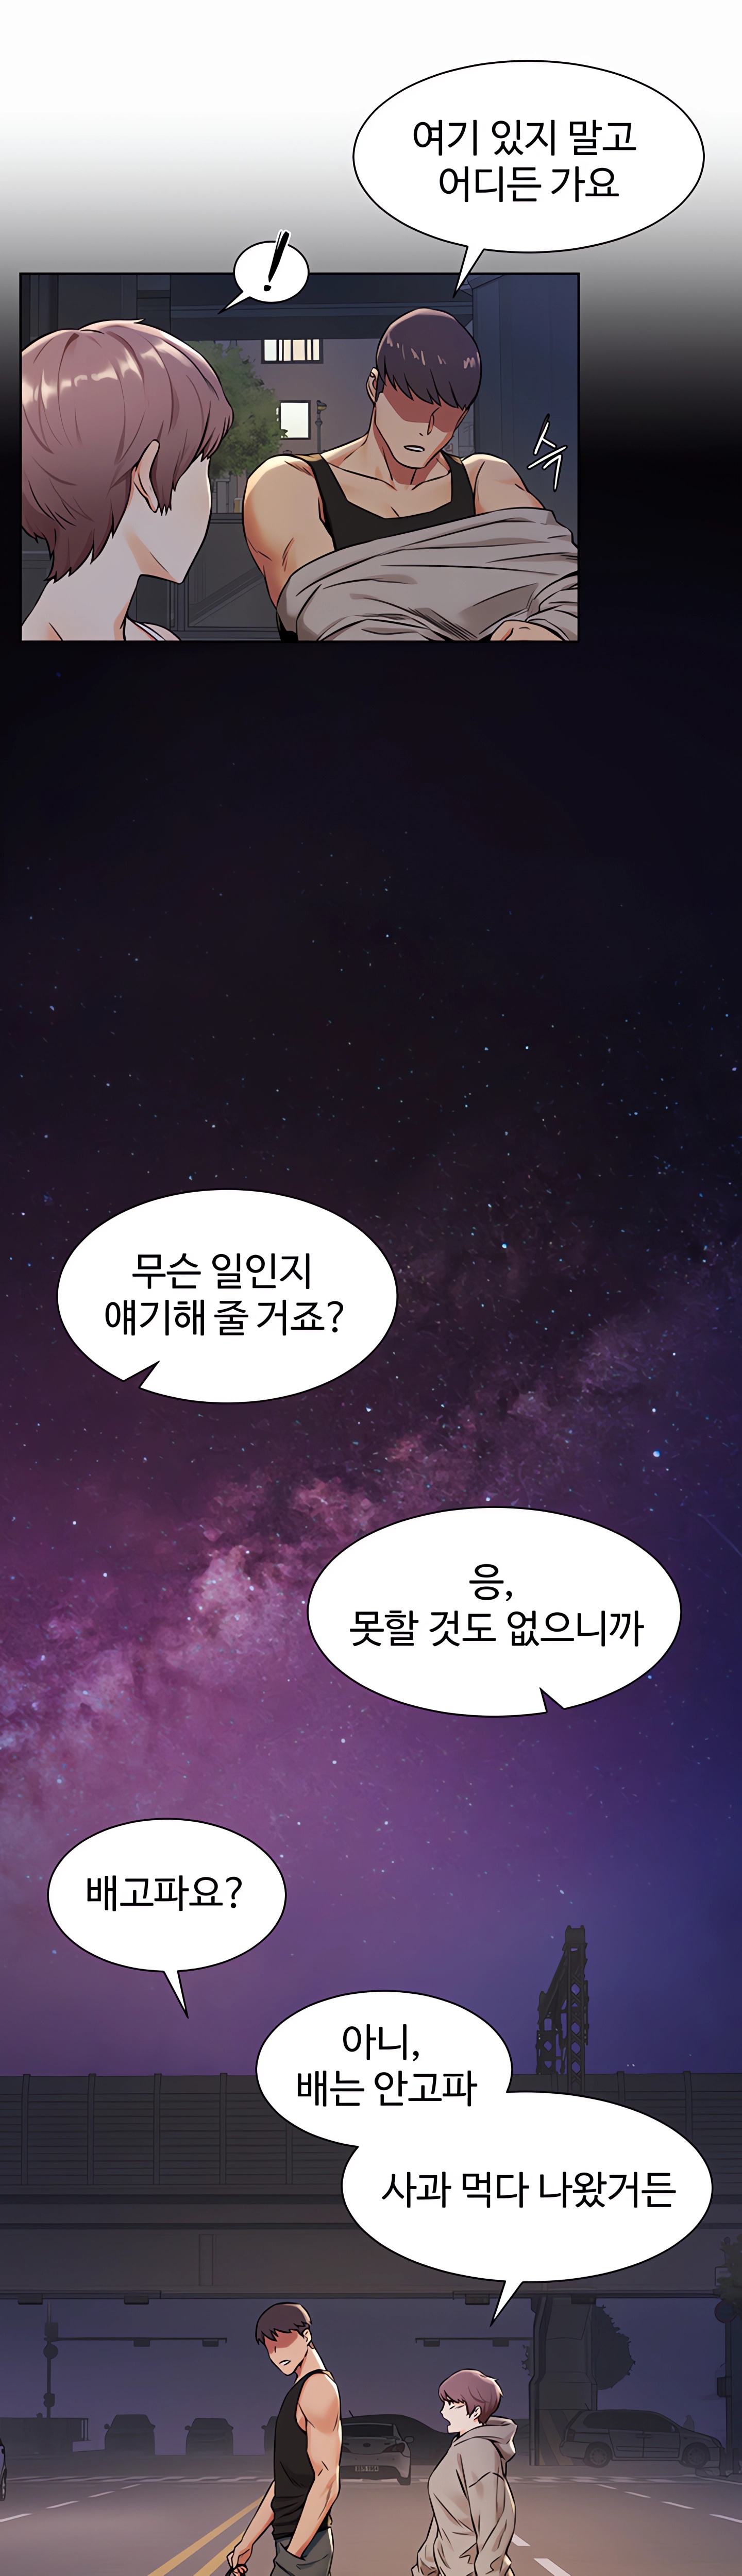 여기 있지 말고
어디든 가요
!
무슨 일인지
얘기해 줄 거죠?
응,
못할 것도 없으니까
배고파요?
아니,
배는 안고파
사과 먹다 나왔거든